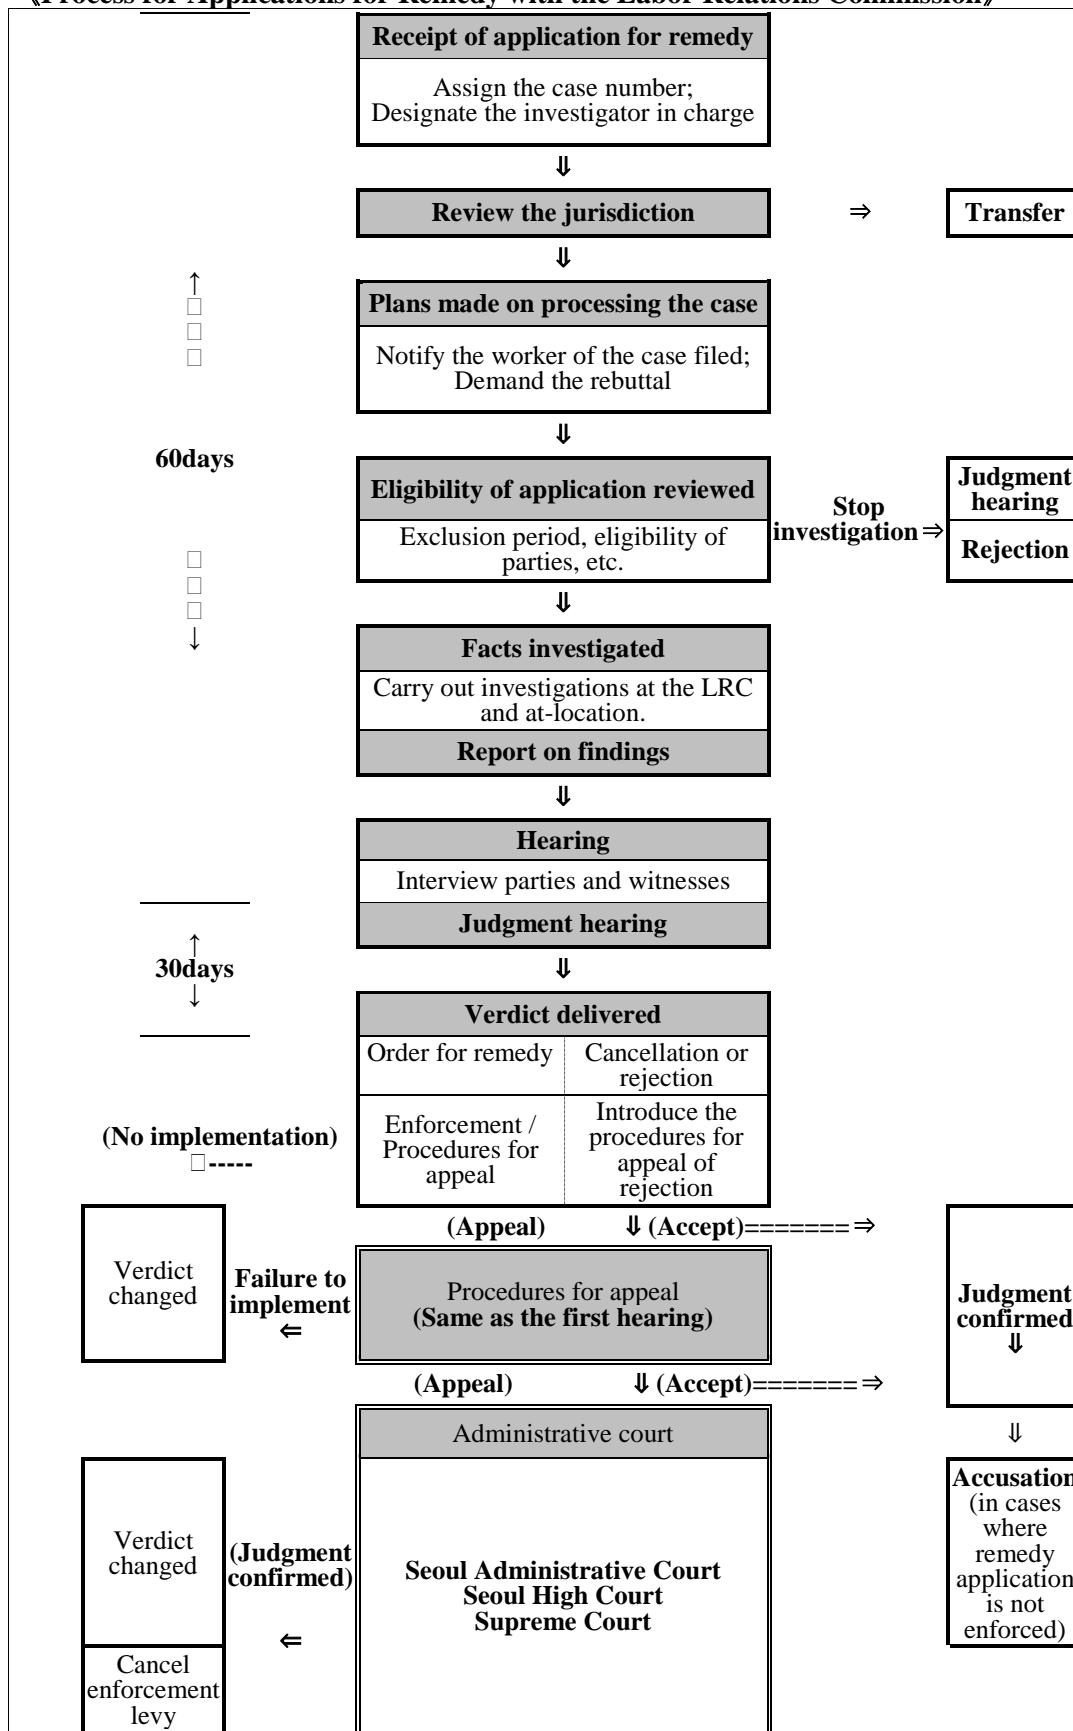 《Process for Applications for Remedy with the Labor Relations Commission》
Receipt of application for remedy
Assign the case number;
Designate the investigator in charge
⇓
Review the jurisdiction
⇒
Transfer
⇓
↑
Plans made on processing the case
Notify the worker of the case filed;
Demand the rebuttal
⇓
60days
Eligibility of application reviewed
Exclusion period, eligibility of
parties, etc.
Stop
investigation ⇒
Judgment
hearing
Rejection
⇓
↓
Facts investigated
Carry out investigations at the LRC
and at-location.
Report on findings
⇓
Hearing
Interview parties and witnesses
Judgment hearing
↑
30days
↓
⇓
Verdict delivered
Order for remedy
Cancellation or
rejection
Enforcement /
Procedures for
appeal
Introduce the
procedures for
appeal of
rejection
(No implementation)
□-----
(Appeal) ⇓ (Accept)======= ⇒
Verdict
changed
Failure to
implement
⇐
Procedures for appeal
(Same as the first hearing)
Judgment
confirmed
⇓
(Appeal) ⇓ (Accept)======= ⇒
⇓
Administrative court
Seoul Administrative Court
Seoul High Court
Supreme Court
Verdict
changed
(Judgment
confirmed)
⇐
Cancel
enforcement
levy
Accusation
(in cases
where
remedy
application
is not
enforced)